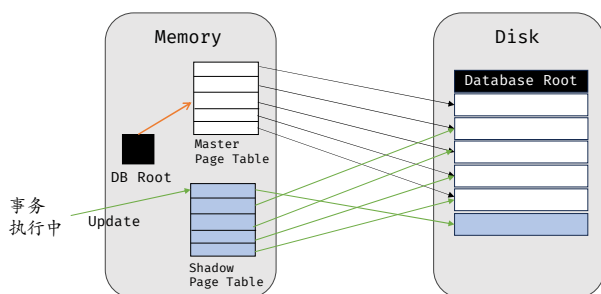 Memory
Disk
Database Root
Master
Page Table
DB Root
事务
执行中
Update
Shadow
Page Table